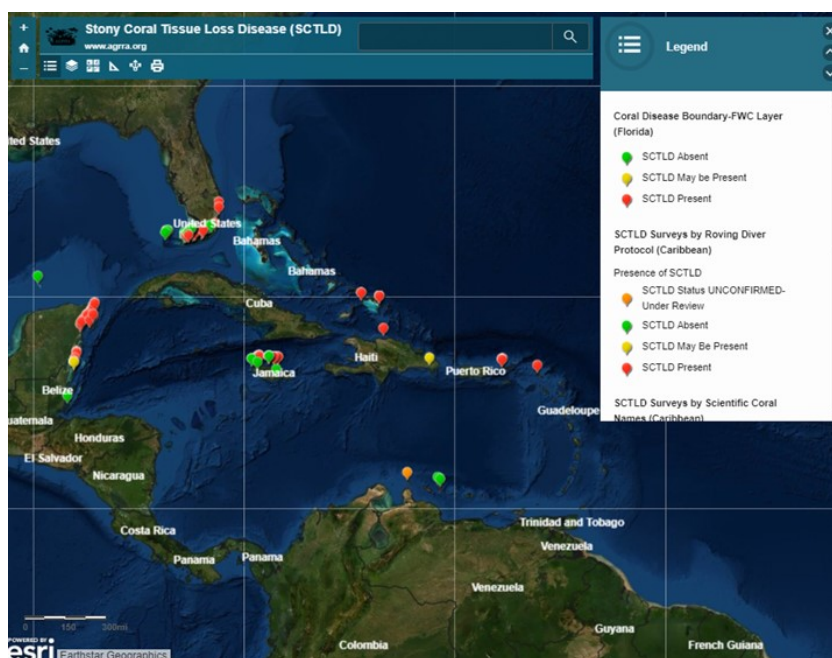 Stony Coral Tissue Loss Disease (SCTLD)
www.agrra.org
Legend
Coral Disease Boundary-FWC Layer
(Florida)
SCTLD Absent
SCTLD May be Present
SCTLD Present
SCTLD Surveys by Roving Diver
Protocol (Caribbean)
Presence of SCTLD
SCTLD Status UNCONFIRMED-
Under Review
SCTLD Absent
SCTLD May Be Present
SCTLD Present
SCTLD Surveys by Scientific Coral
Names (Caribbean)
ted States
United States
Bahamas
Bahamas
Cuba
Haiti
Jamaica
Puerto Rico
Belize
Guadeloupe
uatemala
Honduras
El Salvador
Nicaragua
Costa Rica
Trinidad and Tobago
Panama
Panama
Venezuela
Venezuela
Guyana
Colombia
French Guiana
0 150 300mi
POWERED BY
esri
Earthstar Geographics